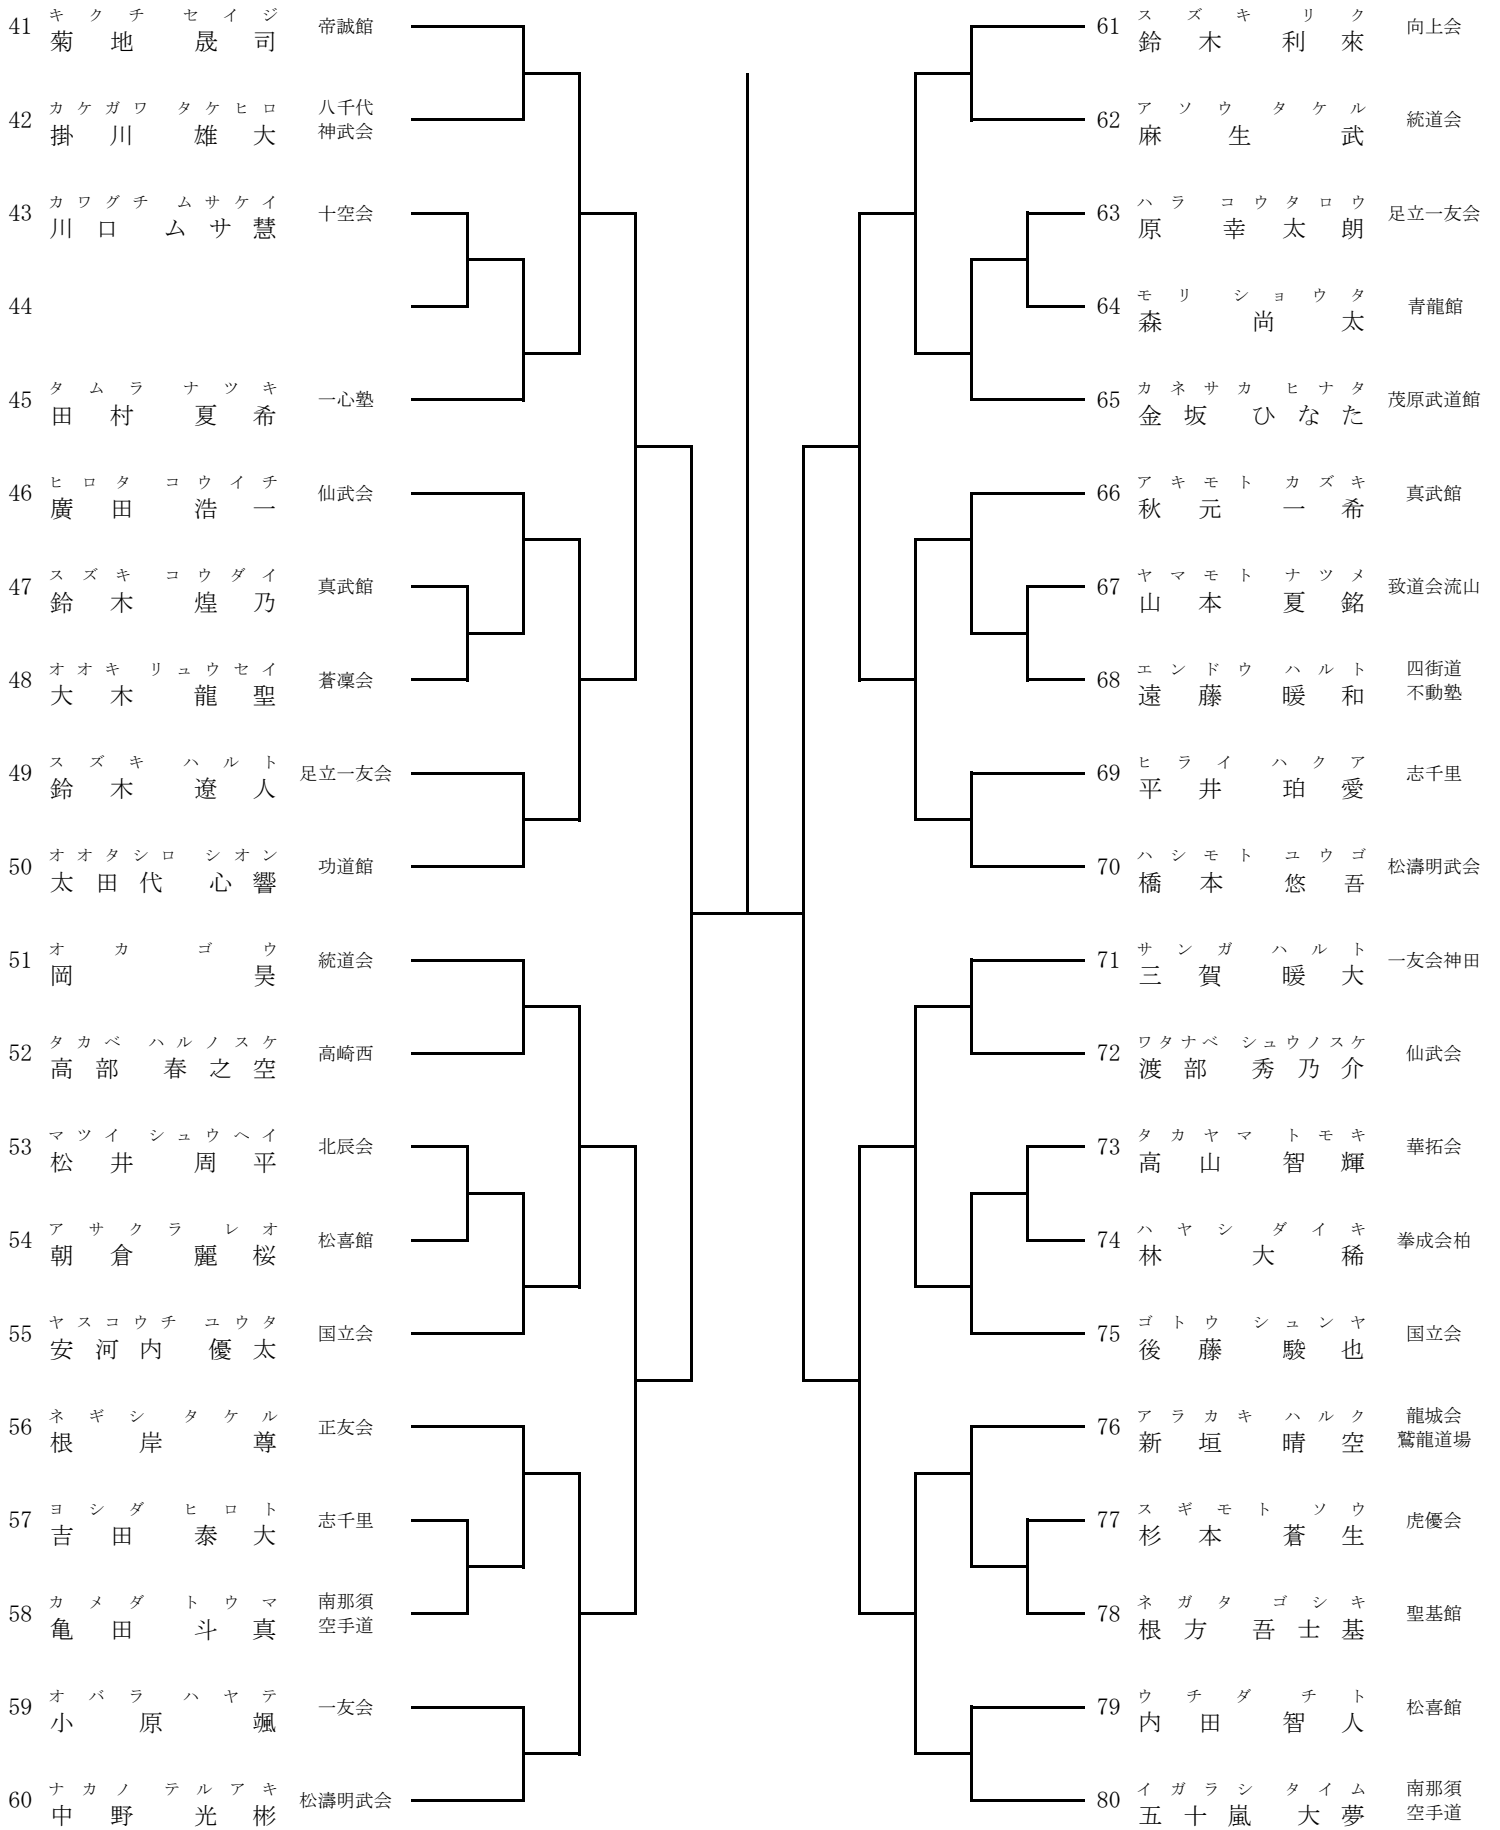 キクチ セイジ
41 菊地 晟司 帝誠館
カケガワ タケヒロ
42 掛川 雄大 八千代
神武会
カワグチ ムサケイ
43 川口 ムサ慧 十空会
44
タムラ ナツキ
45 田村 夏希 一心塾
ヒロタ コウイチ
46 廣田 浩一 仙武会
スズキ コウダイ
47 鈴木 煌乃 真武館
オオキ リュウセイ
48 大木 龍聖 蒼凜会
スズキ ハルト
49 鈴木 遼人 足立一友会
オオタシロ シオン
50 太田代 心響 功道館
オカ ゴウ
51 岡 昊 統道会
タカベ ハルノスケ
52 高部 春之空 高崎西
マツイ シュウヘイ
53 松井 周平 北辰会
アサクラ レオ
54 朝倉 麗桜 松喜館
ヤスコウチ ユウタ
55 安河内 優太 国立会
ネギシ タケル
56 根岸 尊 正友会
ヨシダ ヒロト
57 吉田 泰大 志千里
カメダ トウマ
58 亀田 斗真 南那須
空手道
オバラ ハヤテ
59 小原 颯 一友会
ナカノ テルアキ
60 中野 光彬 松濤明武会
スズキ リク
61 鈴木 利來 向上会
アソウ タケル
62 麻生 武 統道会
ハラ コウタロウ
63 原 幸太朗 足立一友会
モリ ショウタ
64 森 尚太 青龍館
カネサカ ヒナタ
65 金坂 ひなた 茂原武道館
アキモト カズキ
66 秋元 一希 真武館
ヤマモト ナツメ
67 山本 夏銘 致道会流山
エンドウ ハルト
68 遠藤 暖和 四街道
不動塾
ヒライ ハクア
69 平井 珀愛 志千里
ハシモト ユウゴ
70 橋本 悠吾 松濤明武会
サンガ ハルト
71 三賀 暖大 一友会神田
ワタナベ シュウノスケ
72 渡部 秀乃介 仙武会
タカヤマ トモキ
73 高山 智輝 華拓会
ハヤシ ダイキ
74 林 大稀 拳成会柏
ゴトウ シュンヤ
75 後藤 駿也 国立会
アラカキ ハルク
76 新垣 晴空 龍城会
鷲龍道場
スギモト ソウ
77 杉本 蒼生 虎優会
ネガタ ゴシキ
78 根方 吾士基 聖基館
ウチダ チト
79 内田 智人 松喜館
イガラシ タイム
80 五十嵐 大夢 南那須
空手道